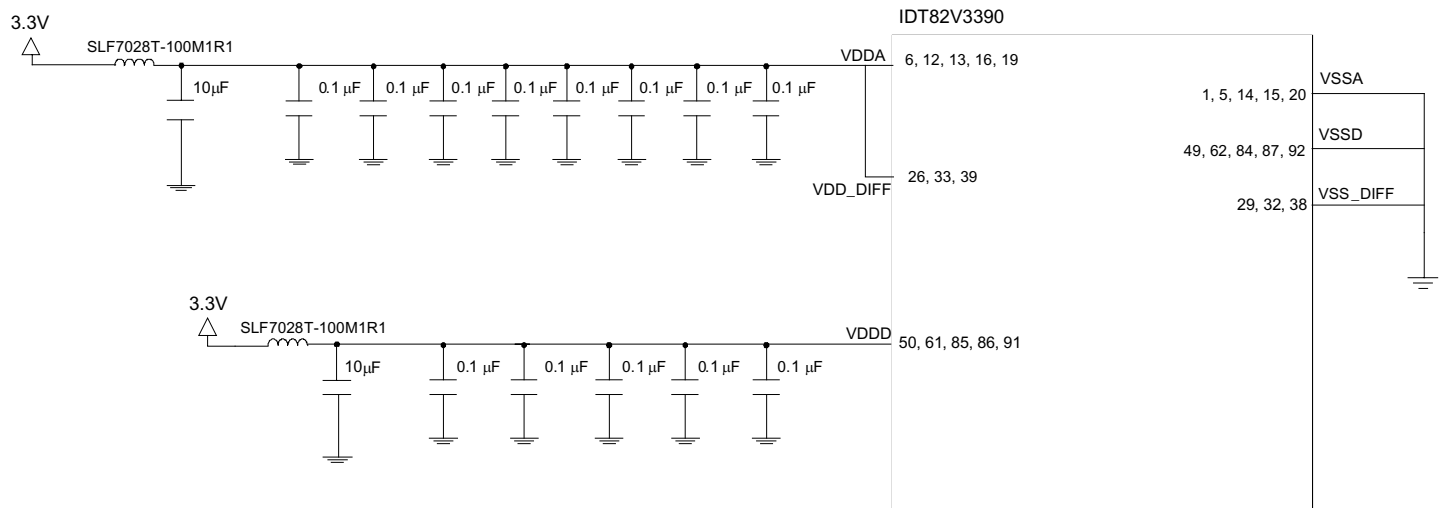 IDT82V3390
3.3V
SLF7028T-100M1R1
10μF
0.1 μF
0.1 μF
0.1 μF
0.1 μF
0.1 μF
0.1 μF
0.1 μF
0.1 μF
VDDA
6, 12, 13, 16, 19
VSSA
1, 5, 14, 15, 20
VSSD
49, 62, 84, 87, 92
VDD_DIFF
26, 33, 39
VSS_DIFF
29, 32, 38
3.3V
SLF7028T-100M1R1
10μF
0.1 μF
0.1 μF
0.1 μF
0.1 μF
0.1 μF
VDDD
50, 61, 85, 86, 91